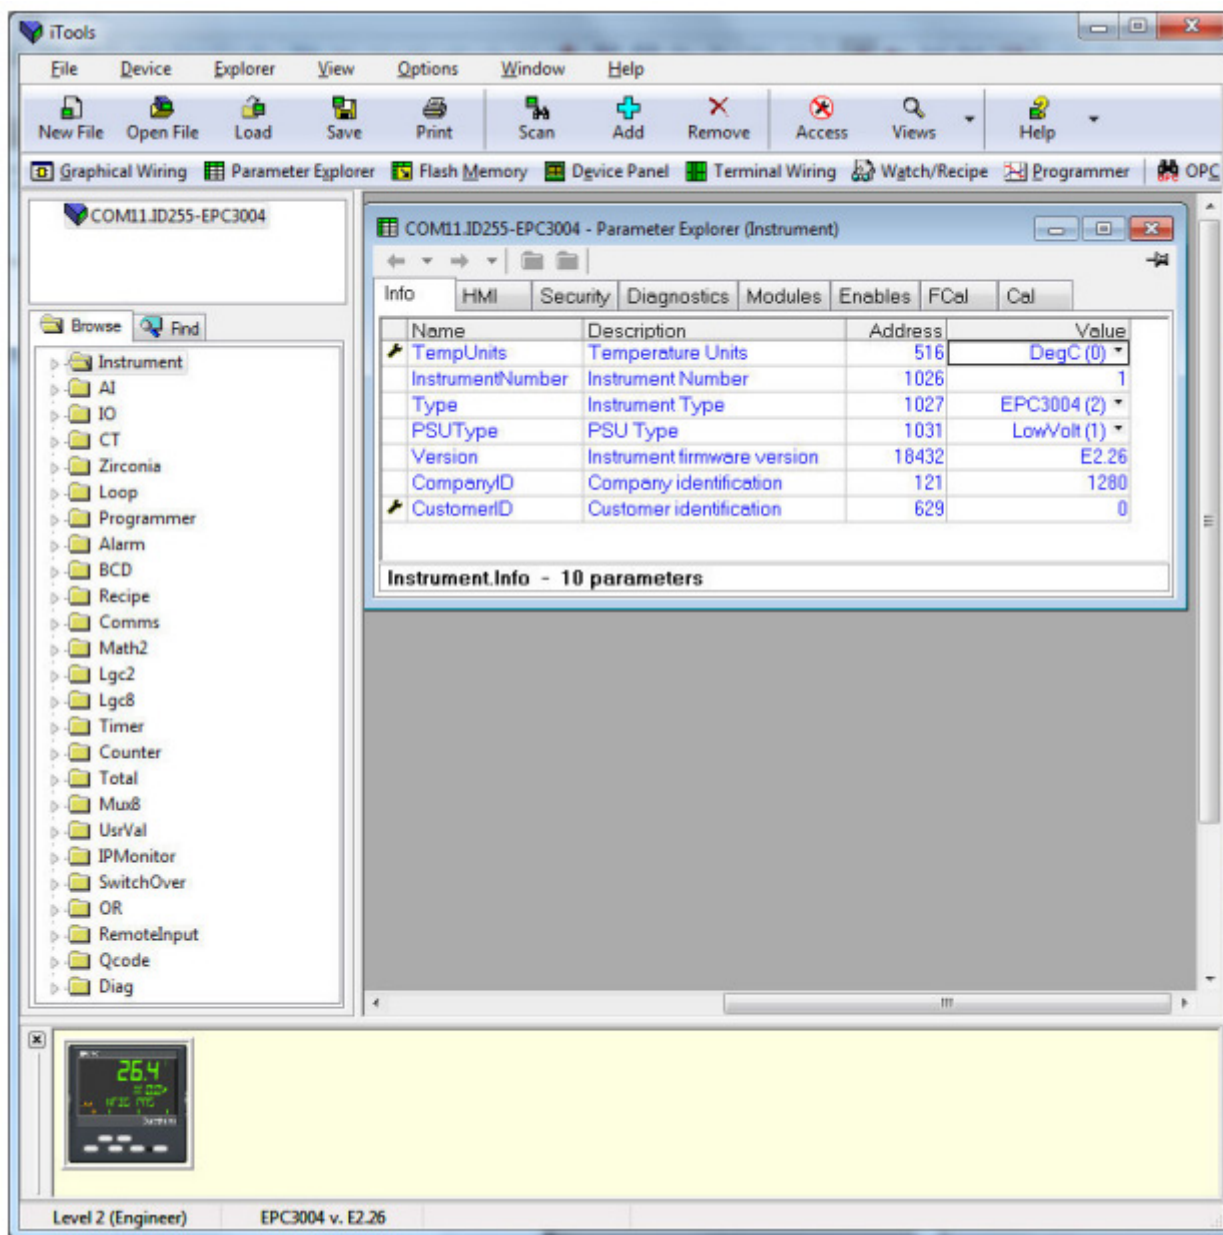 iTools
File Device Explorer View Options Window Help
New File Open File Load Save Print Scan Add Remove Access Views Help
Graphical Wiring Parameter Explorer Flash Memory Device Panel Terminal Wiring Watch/Recipe Programmer OPC
COM11.ID255-EPC3004
COM11.ID255-EPC3004 - Parameter Explorer (Instrument)
Info HMI Security Diagnostics Modules Enables FCal Cal
Name Description Address Value
TempUnits Temperature Units 516 DegC (0)
InstrumentNumber Instrument Number 1026 1
Type Instrument Type 1027 EPC3004 (2)
PSUType PSU Type 1031 LowVolt (1)
Version Instrument firmware version 18432 E2.26
CompanyID Company identification 121 1280
CustomerID Customer identification 629 0
Instrument.Info - 10 parameters
Browse Find
Instrument
AI
IO
CT
Zirconia
Loop
Programmer
Alarm
BCD
Recipe
Comms
Math2
Lgc2
Lgc8
Timer
Counter
Total
Mux8
UsrVal
IPMonitor
SwitchOver
OR
RemoteInput
Qcode
Diag
26.4
Level 2 (Engineer) EPC3004 v. E2.26